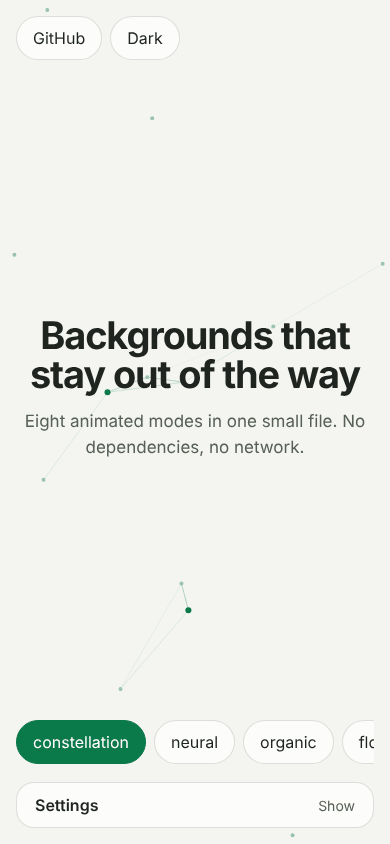 GitHub Dark
Backgrounds that
stay out of the way
Eight animated modes in one small file. No
dependencies, no network.
constellation neural organic
Settings Show